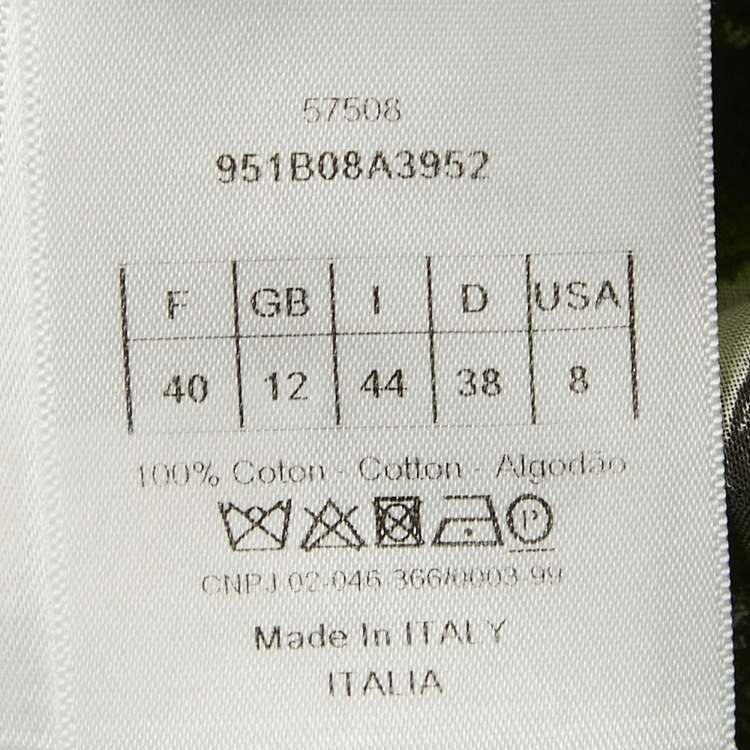 57508
951B08A3952
F GB I D USA
40 12 44 38 8
100% Coton - Cotton - Algodão
P
CNPJ 02-046 366/0003-99
Made In ITALY
ITALIA